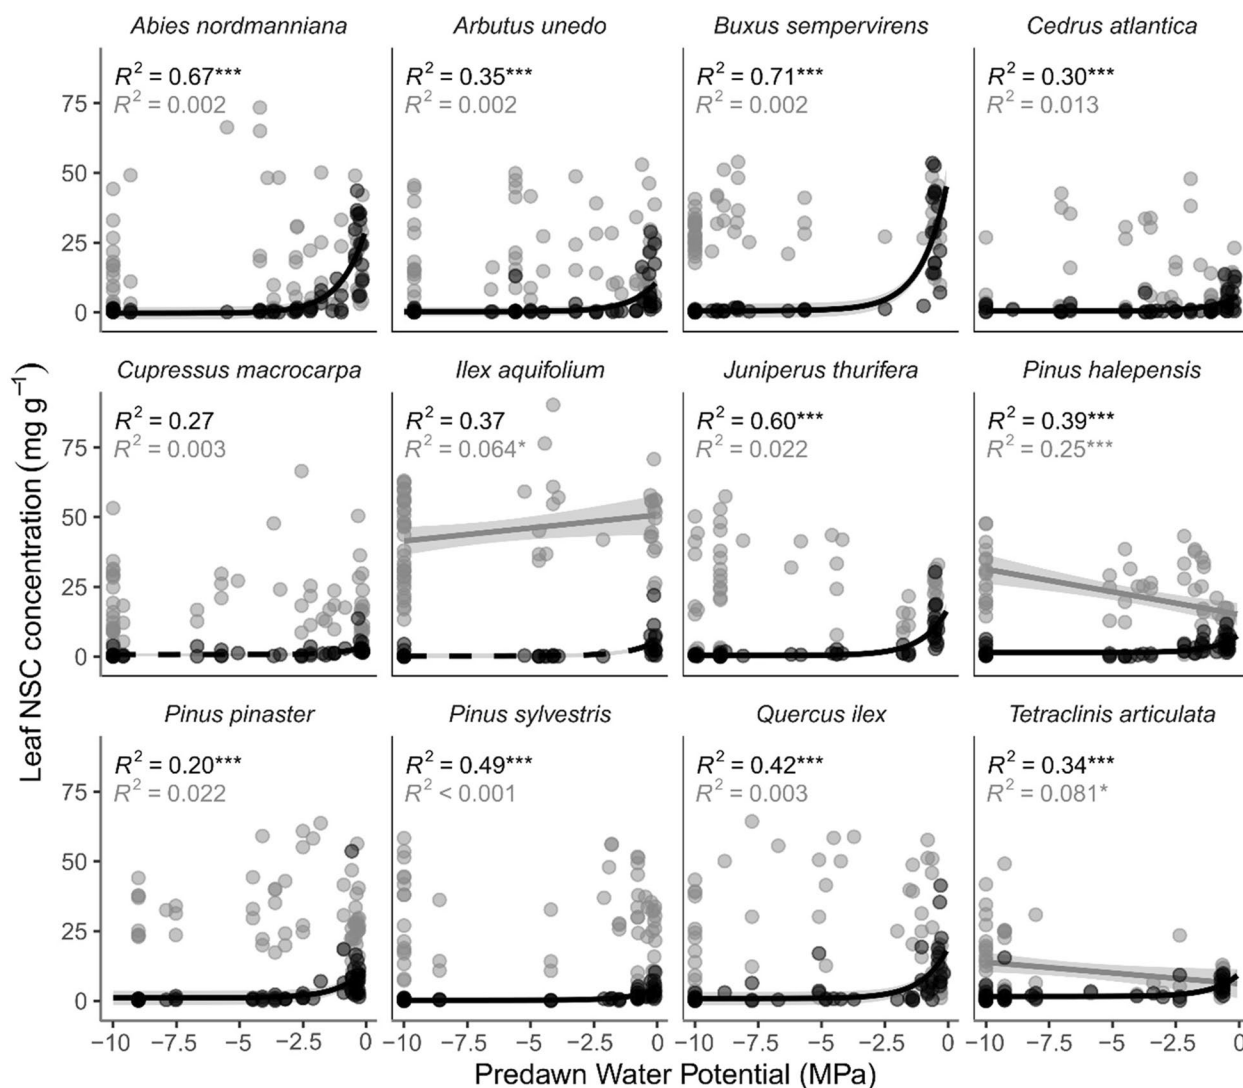 Abies nordmanniana
Arbutus unedo
Buxus sempervirens
Cedrus atlantica
R² = 0.67***
R² = 0.002
R² = 0.35***
R² = 0.002
R² = 0.71***
R² = 0.002
R² = 0.30***
R² = 0.013
75
50
25
0
Cupressus macrocarpa
Ilex aquifolium
Juniperus thurifera
Pinus halepensis
R² = 0.27
R² = 0.003
R² = 0.37
R² = 0.064*
R² = 0.60***
R² = 0.022
R² = 0.39***
R² = 0.25***
75
50
25
0
Pinus pinaster
Pinus sylvestris
Quercus ilex
Tetraclinis articulata
R² = 0.20***
R² = 0.022
R² = 0.49***
R² < 0.001
R² = 0.42***
R² = 0.003
R² = 0.34***
R² = 0.081*
75
50
25
0
−10 −7.5 −5 −2.5 0
−10 −7.5 −5 −2.5 0
−10 −7.5 −5 −2.5 0
−10 −7.5 −5 −2.5 0
Leaf NSC concentration (mg g⁻¹)
Predawn Water Potential (MPa)